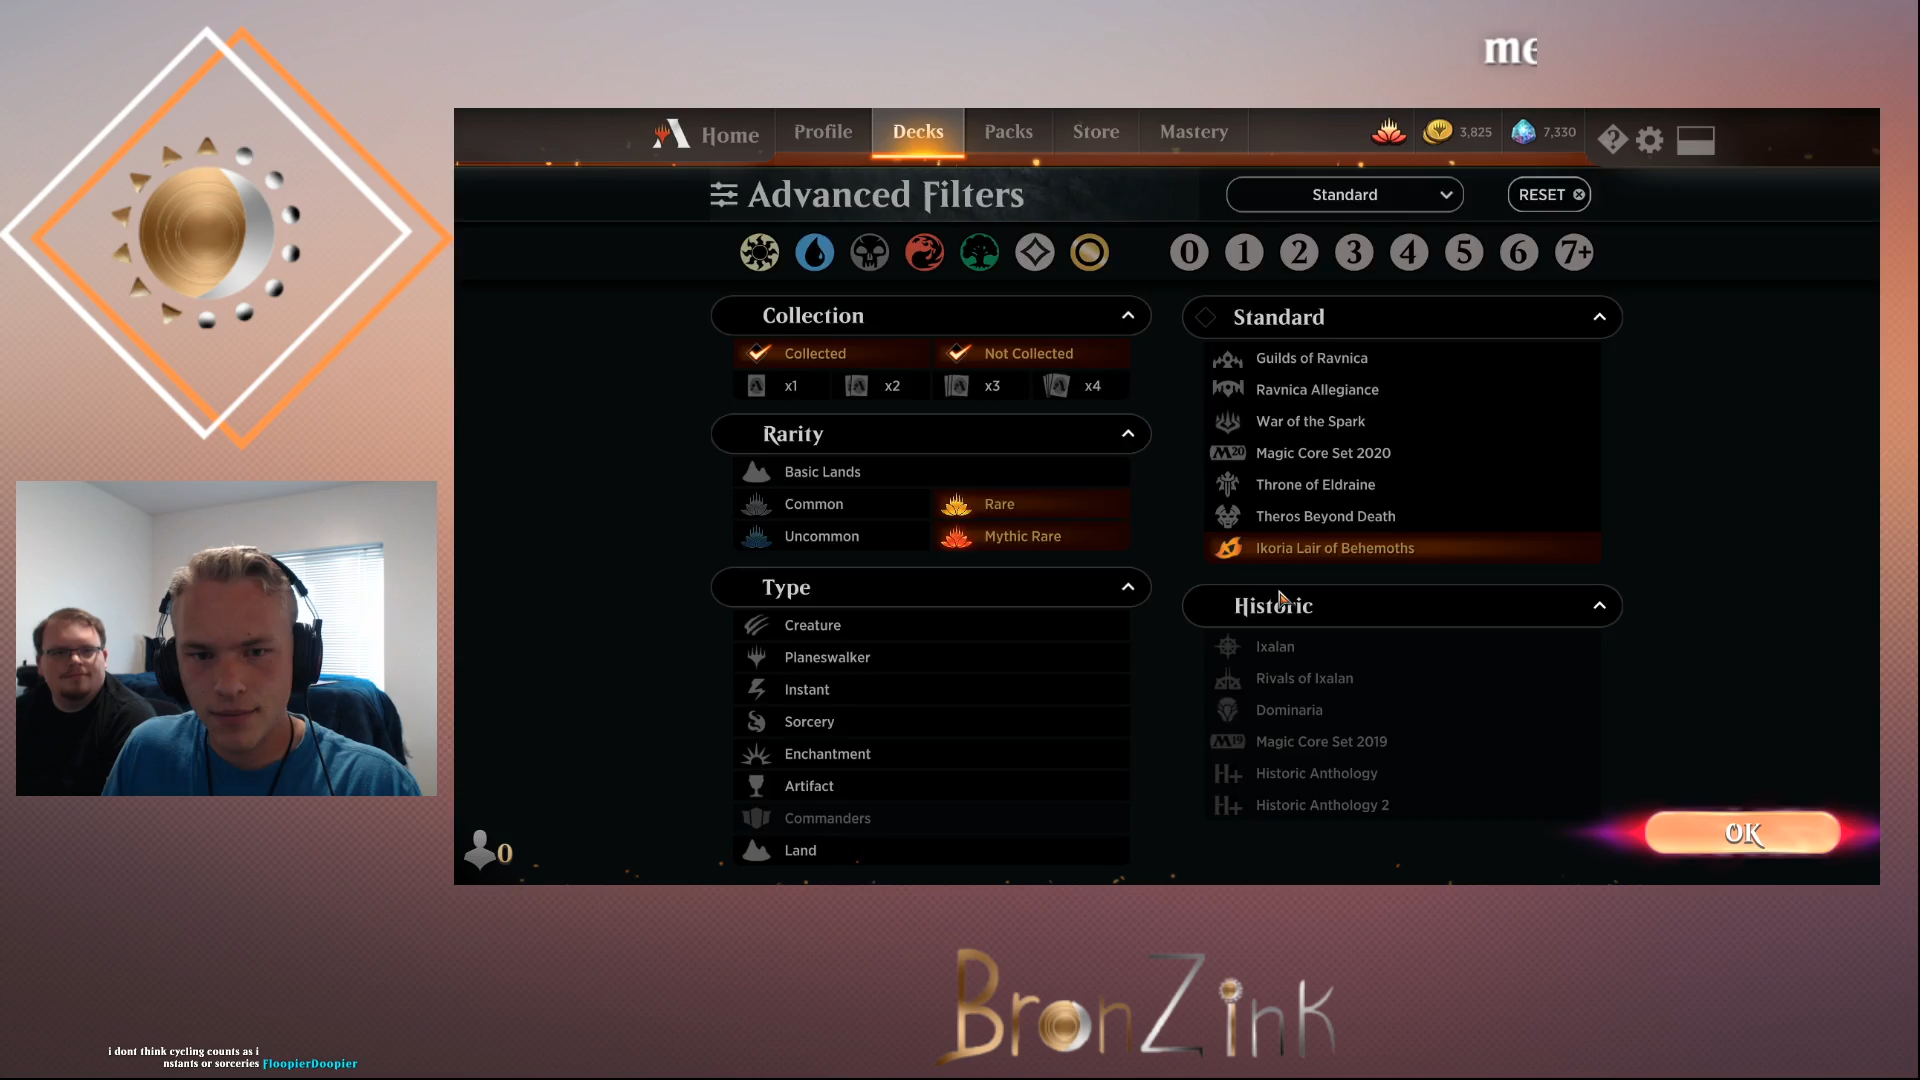 me
Home
Profile
Decks
Packs
Store
Mastery
3,825
7,330
Advanced Filters
Standard
RESET
0
1
2
3
4
5
6
7+
Collection
Collected
Not Collected
x1
x2
x3
x4
Rarity
Basic Lands
Common
Rare
Uncommon
Mythic Rare
Type
Creature
Planeswalker
Instant
Sorcery
Enchantment
Artifact
Commanders
Land
Standard
Guilds of Ravnica
Ravnica Allegiance
War of the Spark
M20 Magic Core Set 2020
Throne of Eldraine
Theros Beyond Death
Ikoria Lair of Behemoths
Historic
Ixalan
Rivals of Ixalan
Dominaria
M19 Magic Core Set 2019
H+ Historic Anthology
H+ Historic Anthology 2
OK
0
BronZink
i dont think cycling counts as i
nstants or sorceries FloopierDoopier